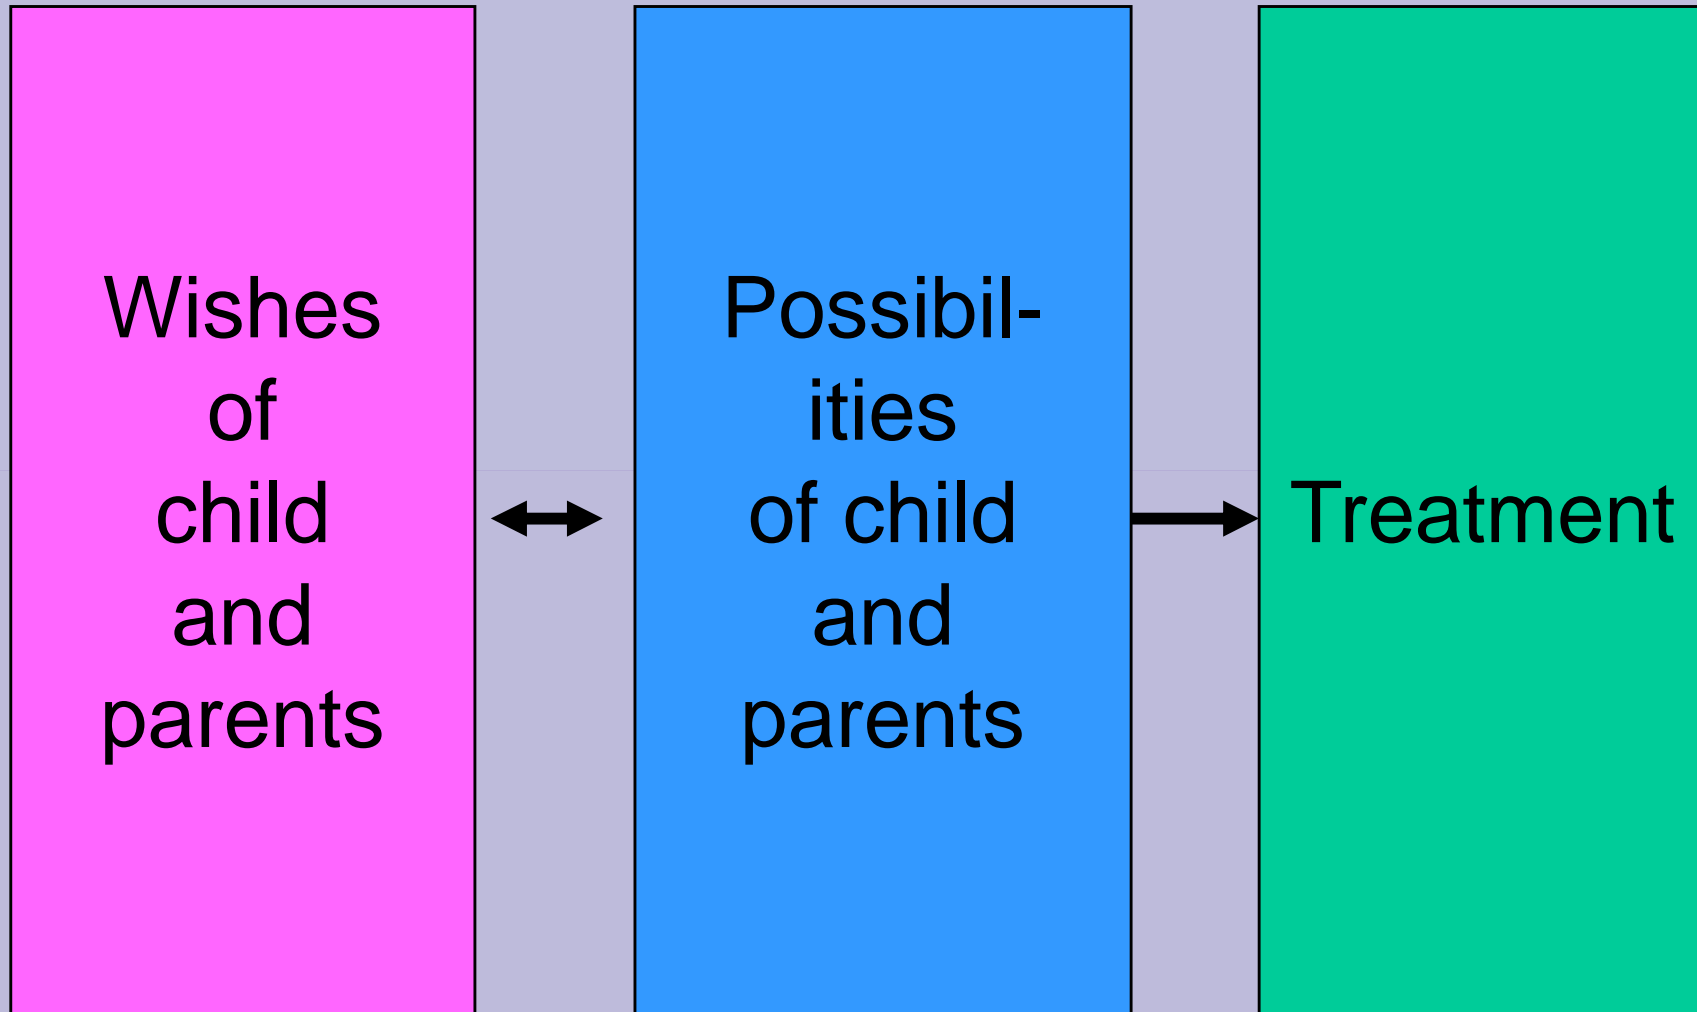 Wishes
of
child
and
parents
Possibil-
ities
of child
and
parents
Treatment